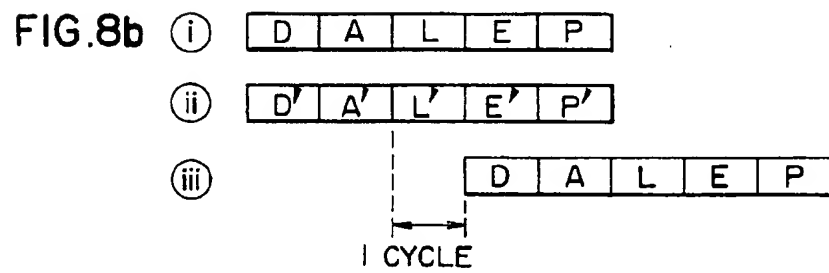 FIG.8b (i) D A L E P
(ii) D' A' L' E' P'
(iii) D A L E P
1 CYCLE